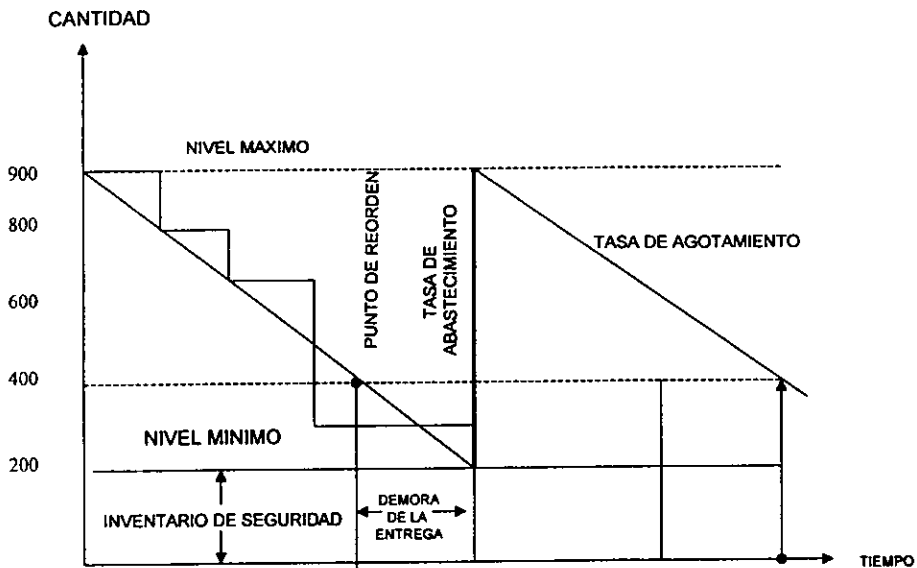 CANTIDAD
NIVEL MAXIMO
900
800
600
400
200
PUNTO DE REORDEN
TASA DE
ABASTECIMIENTO
TASA DE AGOTAMIENTO
NIVEL MINIMO
INVENTARIO DE SEGURIDAD
DEMORA
DE LA
ENTREGA
TIEMPO